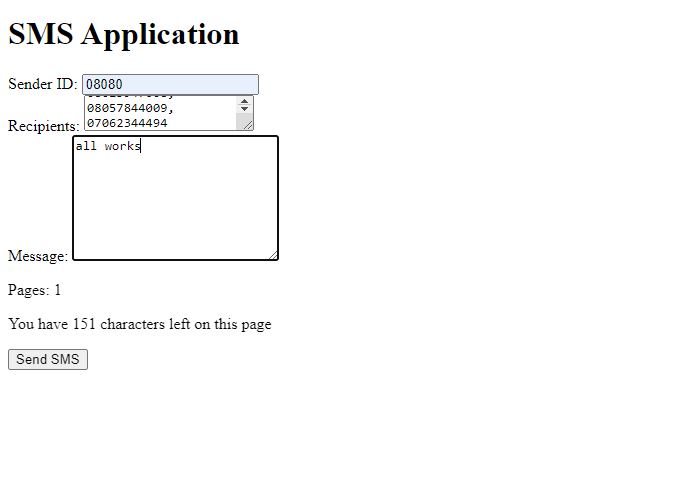 SMS Application
Sender ID: 08080
08057844009,
Recipients: 07062344494
all works
Message:
Pages: 1
You have 151 characters left on this page
Send SMS